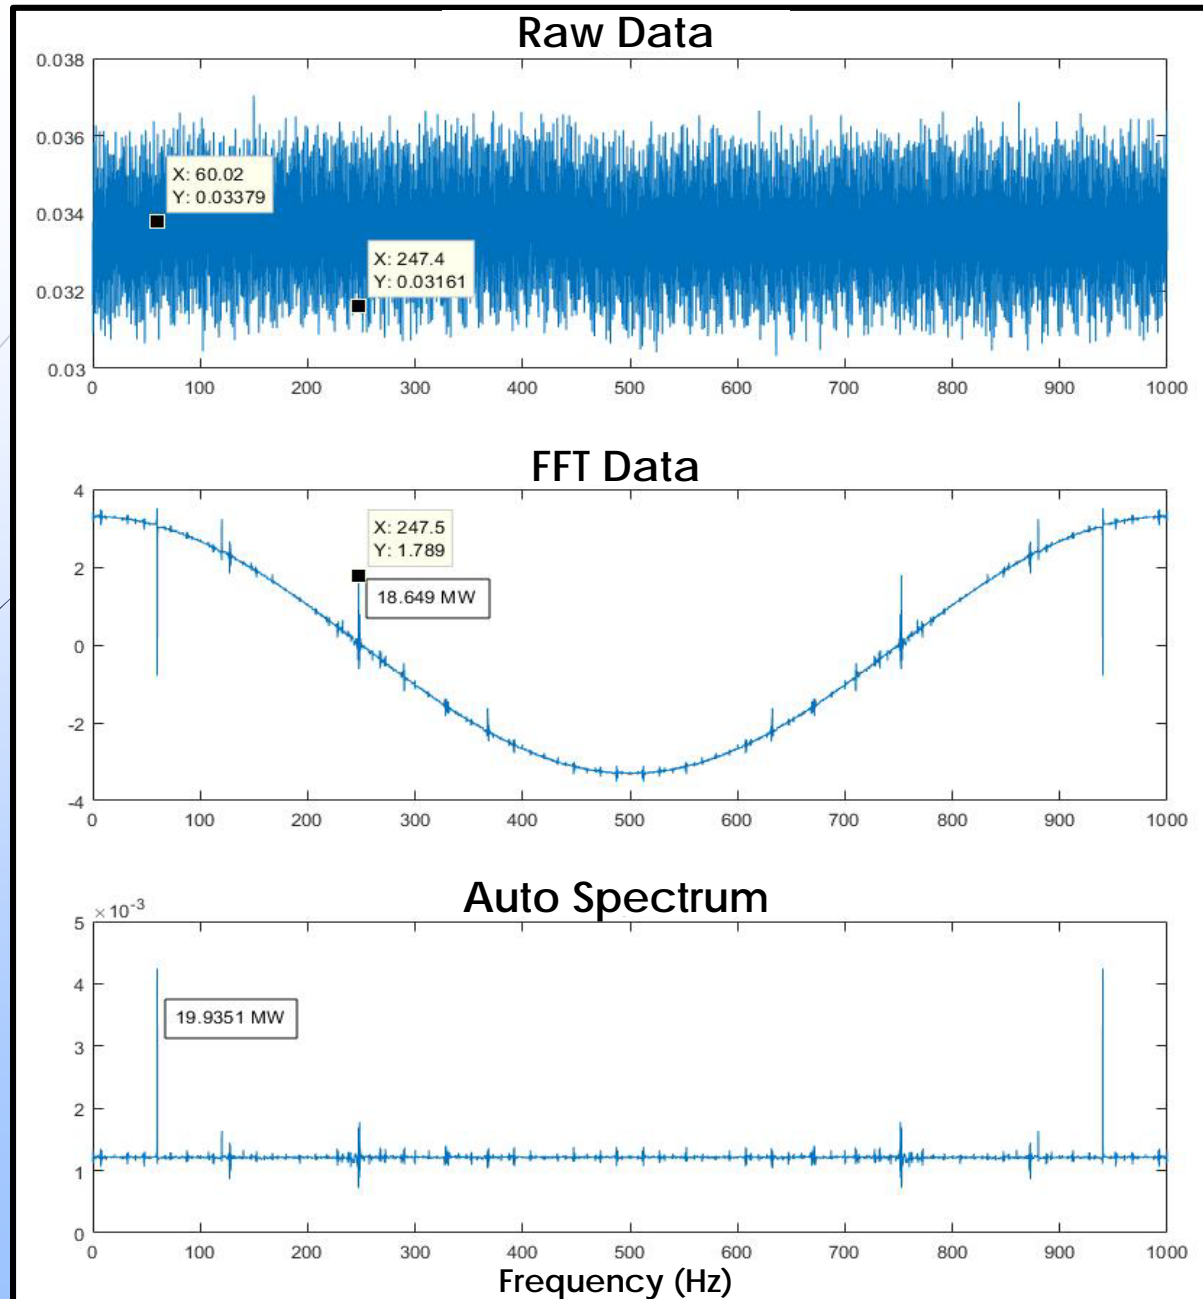 Raw Data
0.038
0.036
0.034
0.032
0.03
X: 60.02
Y: 0.03379
X: 247.4
Y: 0.03161
0 100 200 300 400 500 600 700 800 900 1000
FFT Data
4
2
0
-2
-4
X: 247.5
Y: 1.789
18.649 MW
0 100 200 300 400 500 600 700 800 900 1000
Auto Spectrum
×10⁻³
5
4
3
2
1
0
19.9351 MW
0 100 200 300 400 500 600 700 800 900 1000
Frequency (Hz)